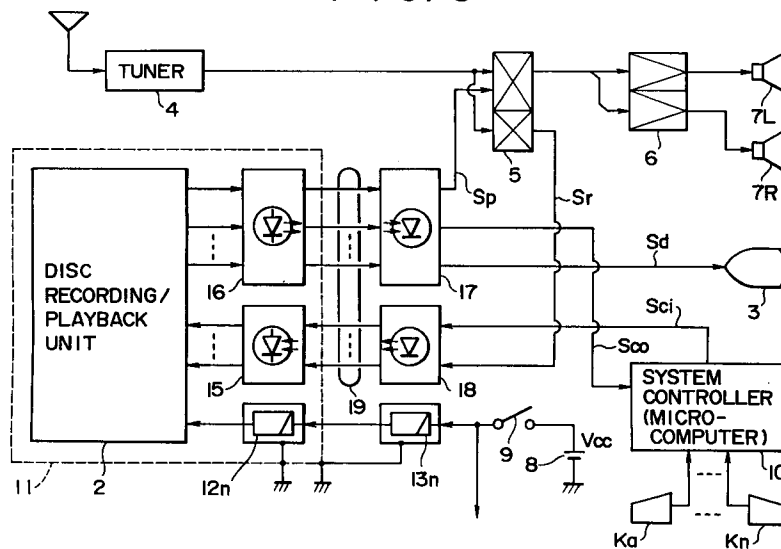 TUNER
4
5
6
7L
7R
Sp
Sr
DISC
RECORDING/
PLAYBACK
UNIT
16
17
Sd
3
Sci
Sco
15
19
18
SYSTEM
CONTROLLER
(MICRO-
COMPUTER)
9
Vcc
8
11
2
12n
13n
10
Ka
Kn